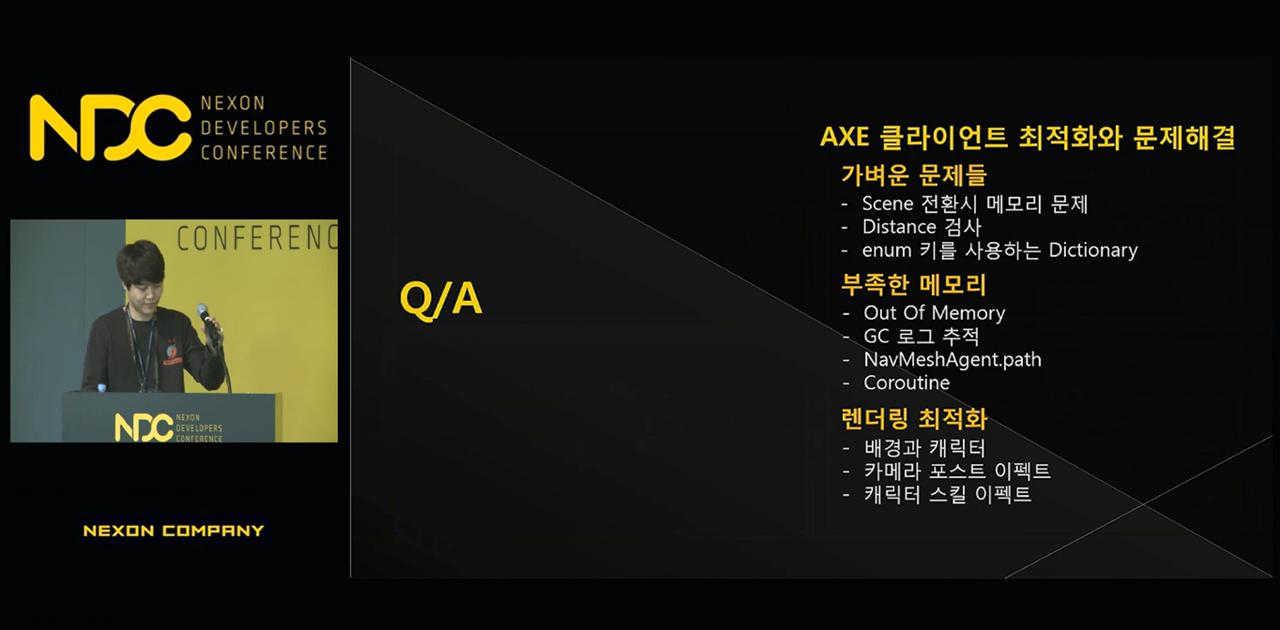 NDC NEXON
DEVELOPERS
CONFERENCE
CONFERENC
NDC NEXON
DEVELOPERS
CONFERENCE
NEXON COMPANY
Q/A
AXE 클라이언트 최적화와 문제해결
가벼운 문제들
- Scene 전환시 메모리 문제
- Distance 검사
- enum 키를 사용하는 Dictionary
부족한 메모리
- Out Of Memory
- GC 로그 추적
- NavMeshAgent.path
- Coroutine
렌더링 최적화
- 배경과 캐릭터
- 카메라 포스트 이펙트
- 캐릭터 스킬 이펙트